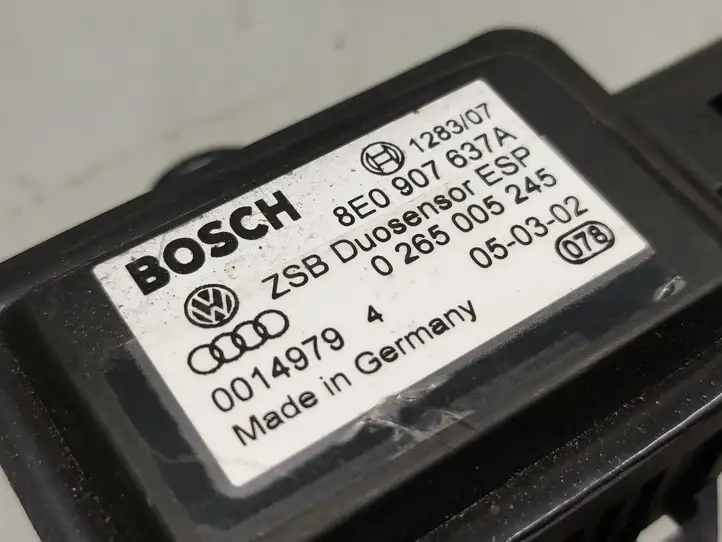 BOSCH 1283/07
8E0 907 637A
ZSB Duosensor ESP
0 265 005 245
0014979 4 05-03-02
Made in Germany 078